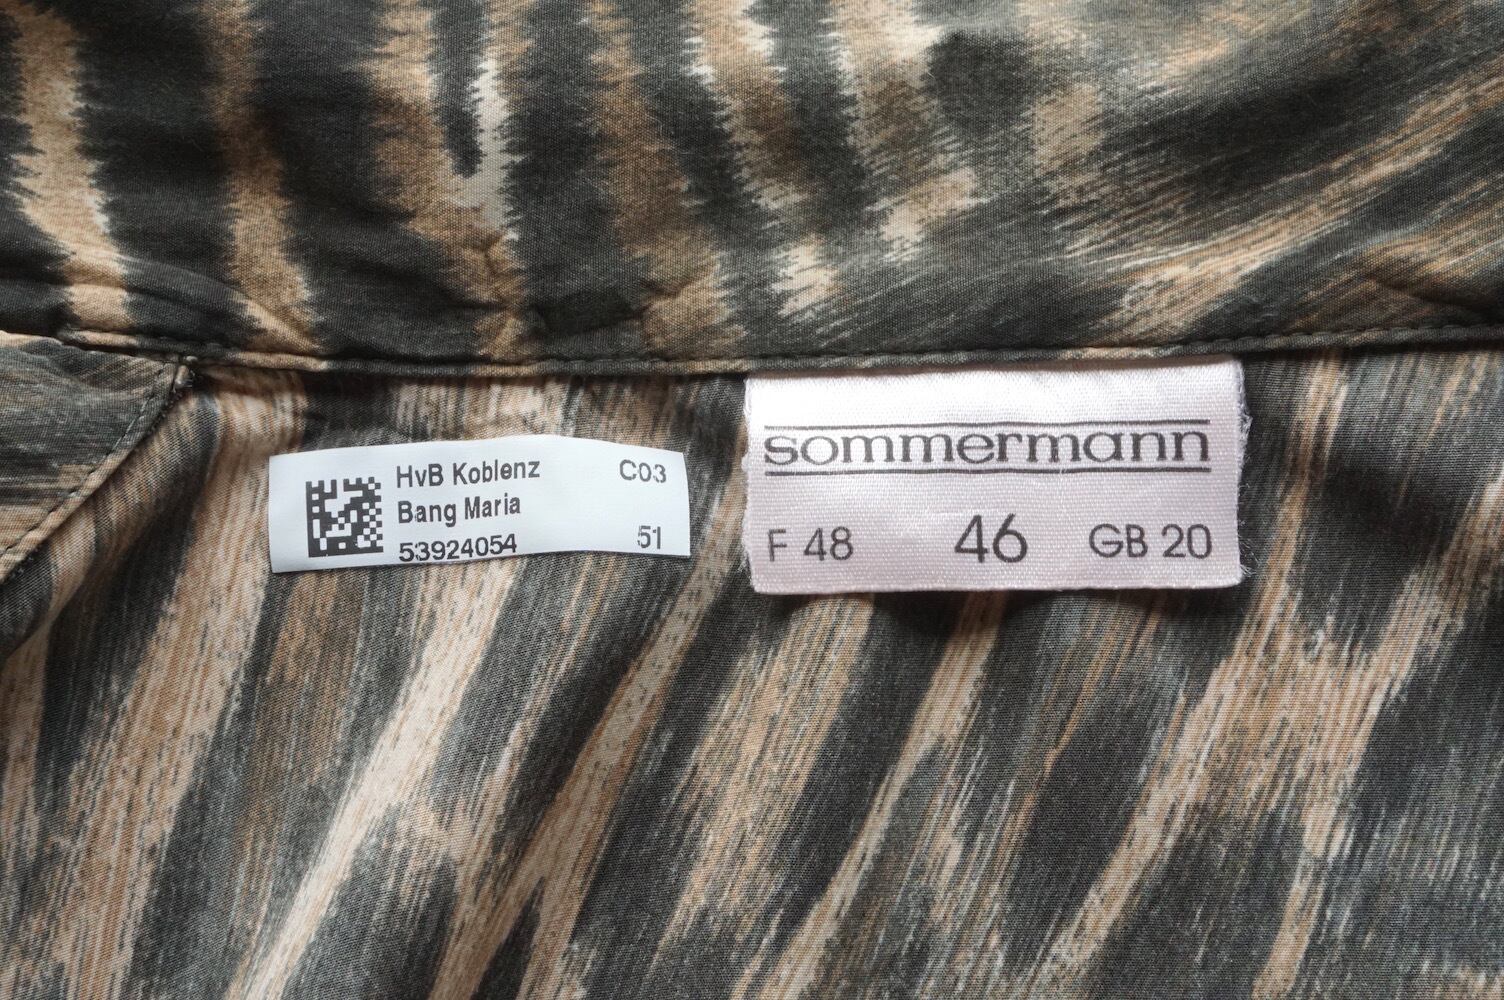 HvB Koblenz C03
Bang Maria
53924054 51
sommermann
F 48 46 GB 20